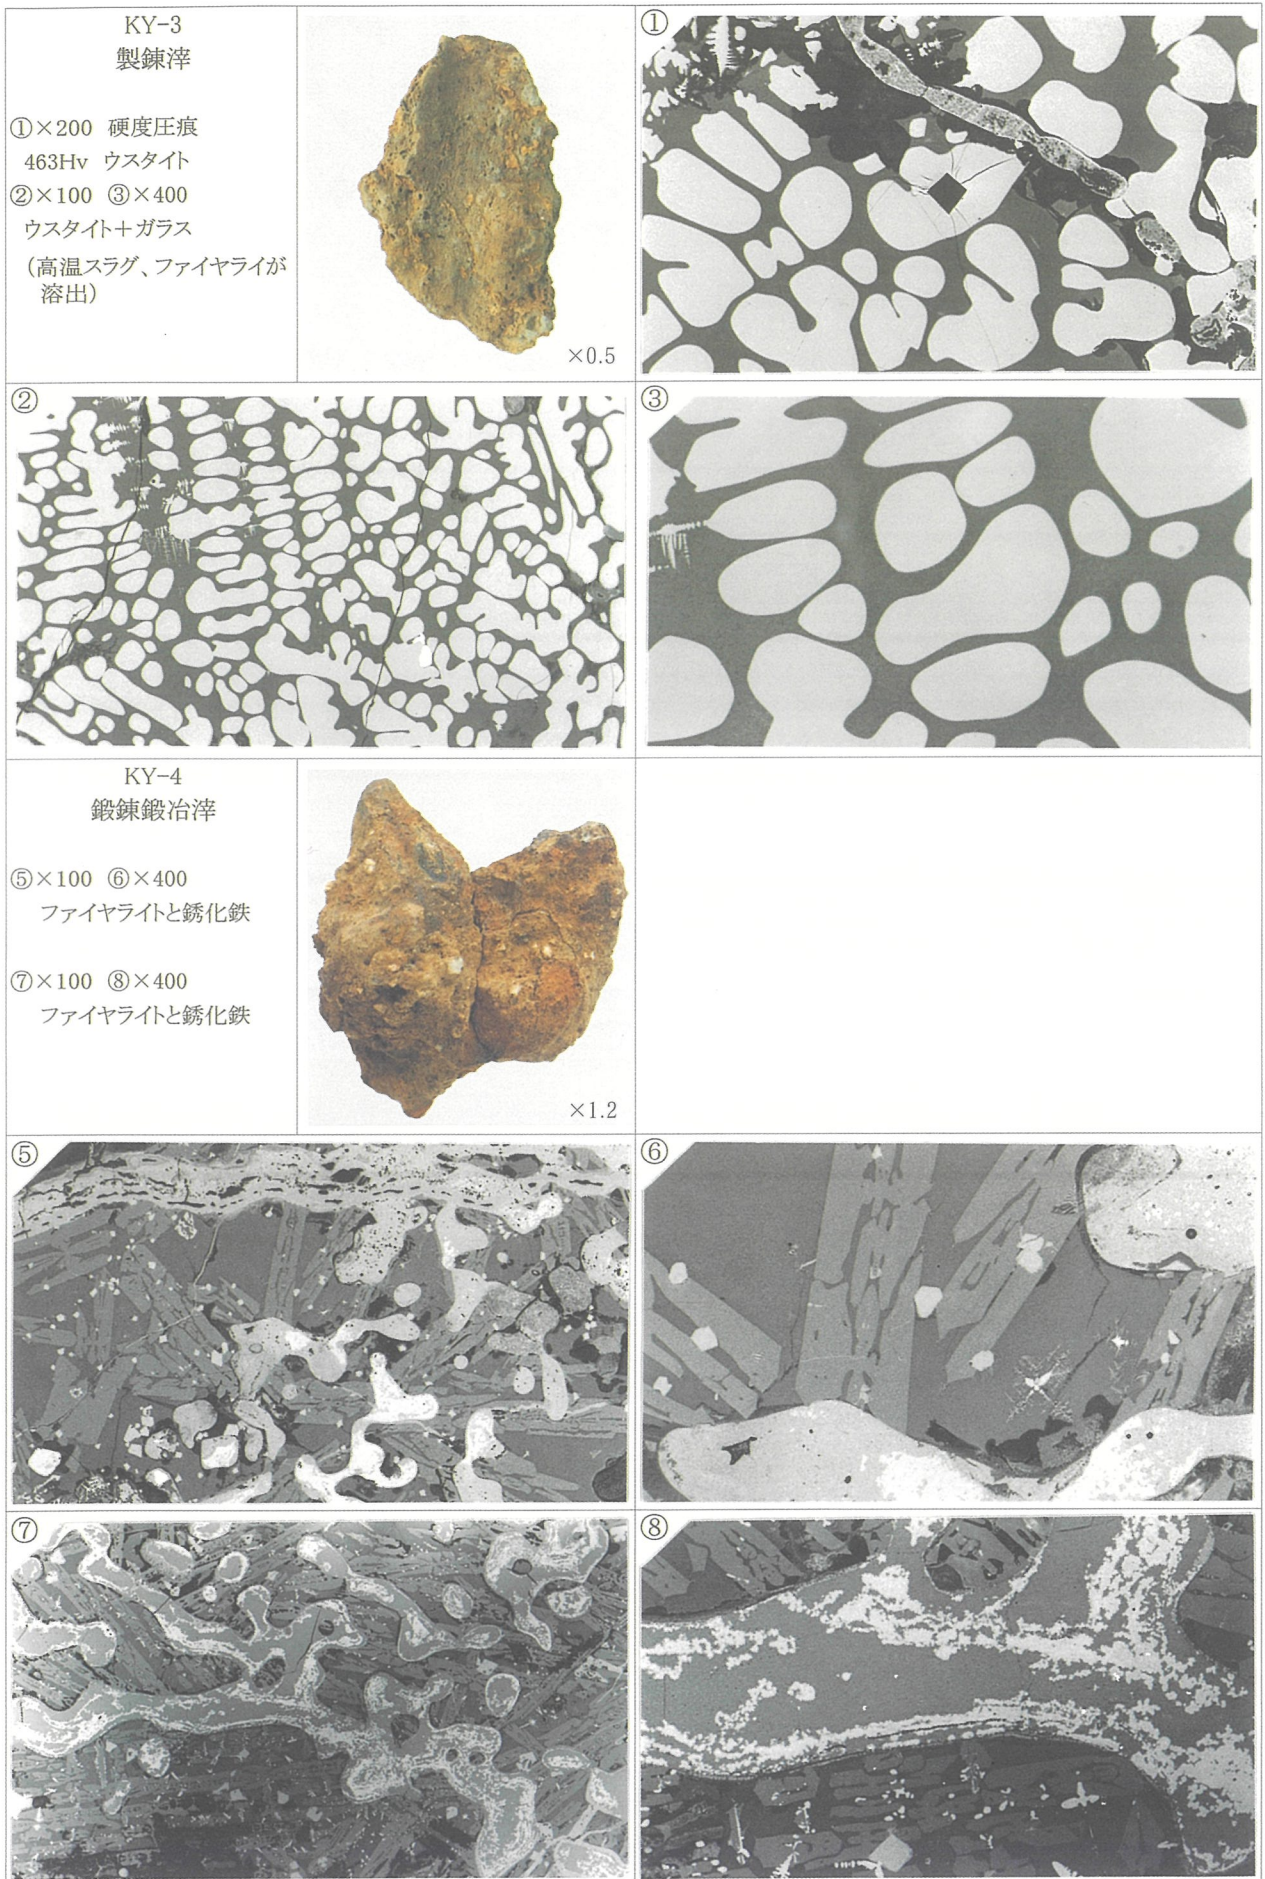 KY-3
製錬滓
①×200 硬度圧痕
463Hv ウスタイト
②×100 ③×400
ウスタイト+ガラス
(高温スラグ、ファイヤライが
溶出)
×0.5
①
②
③
KY-4
鍛錬鍛冶滓
⑤×100 ⑥×400
ファイヤライトと銹化鉄
⑦×100 ⑧×400
ファイヤライトと銹化鉄
×1.2
⑤
⑥
⑦
⑧